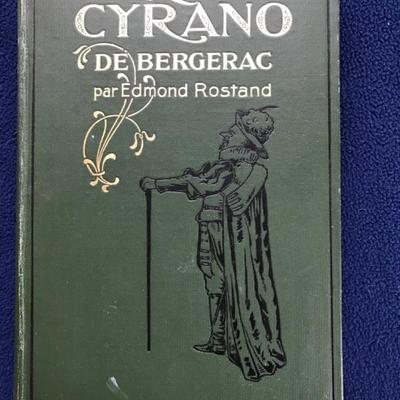 CYRANO
DE BERGERAC
par Edmond Rostand